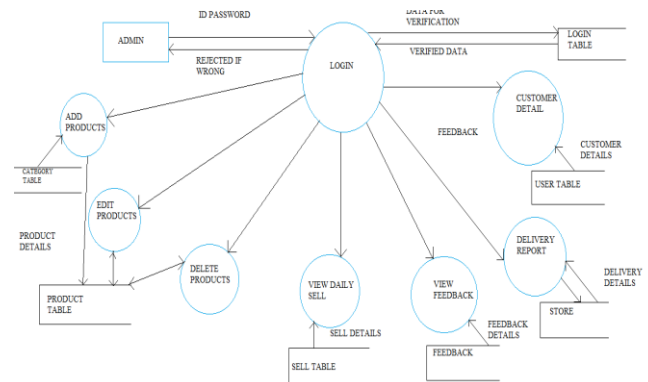 ID PASSWORD
DATA FOR
VERIFICATION
ADMIN
LOGIN
TABLE
REJECTED IF
WRONG
VERIFIED DATA
LOGIN
ADD
PRODUCTS
CUSTOMER
DETAIL
FEEDBACK
CUSTOMER
DETAILS
CATEGORY
TABLE
USER TABLE
EDIT
PRODUCTS
PRODUCT
DETAILS
DELIVERY
REPORT
DELETE
PRODUCTS
VIEW DAILY
SELL
VIEW
FEEDBACK
DELIVERY
DETAILS
PRODUCT
TABLE
STORE
SELL DETAILS
FEEDBACK
DETAILS
SELL TABLE
FEEDBACK